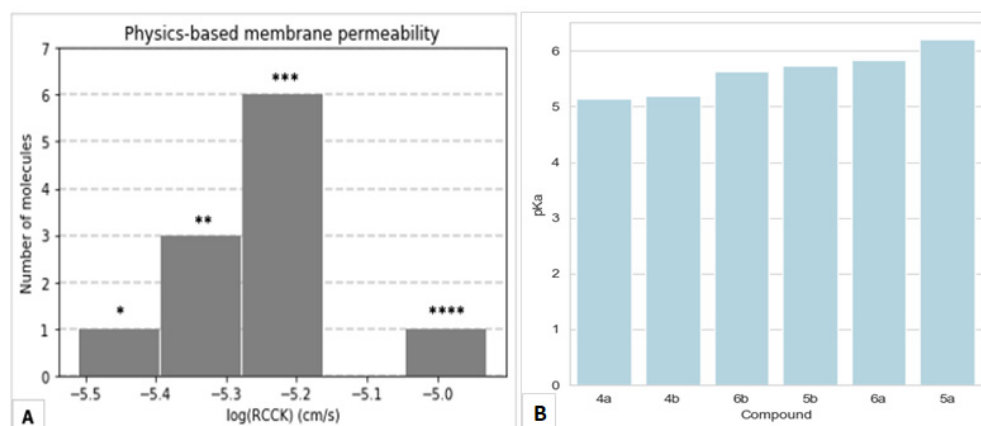 Physics-based membrane permeability
7
6
5
4
3
2
1
0
Number of molecules
*
**
***
****
−5.5 −5.4 −5.3 −5.2 −5.1 −5.0
log(RCCK) (cm/s)
A
6
5
4
3
2
1
0
pKa
4a 4b 6b 5b 6a 5a
Compound
B